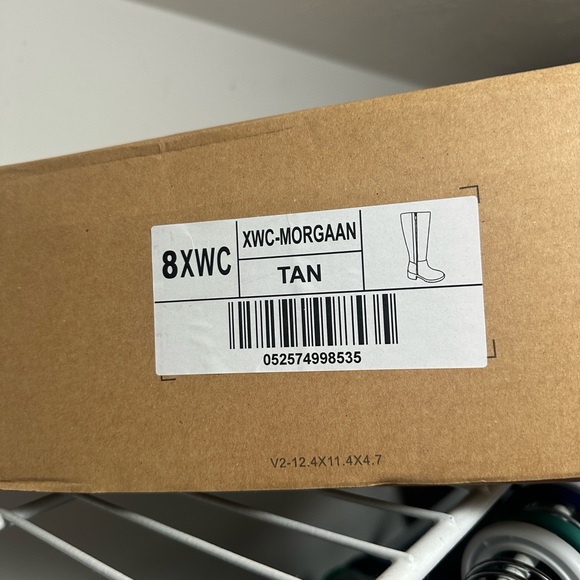 8XWC
XWC-MORGAAN
TAN
052574998535
V2-12.4X11.4X4.7